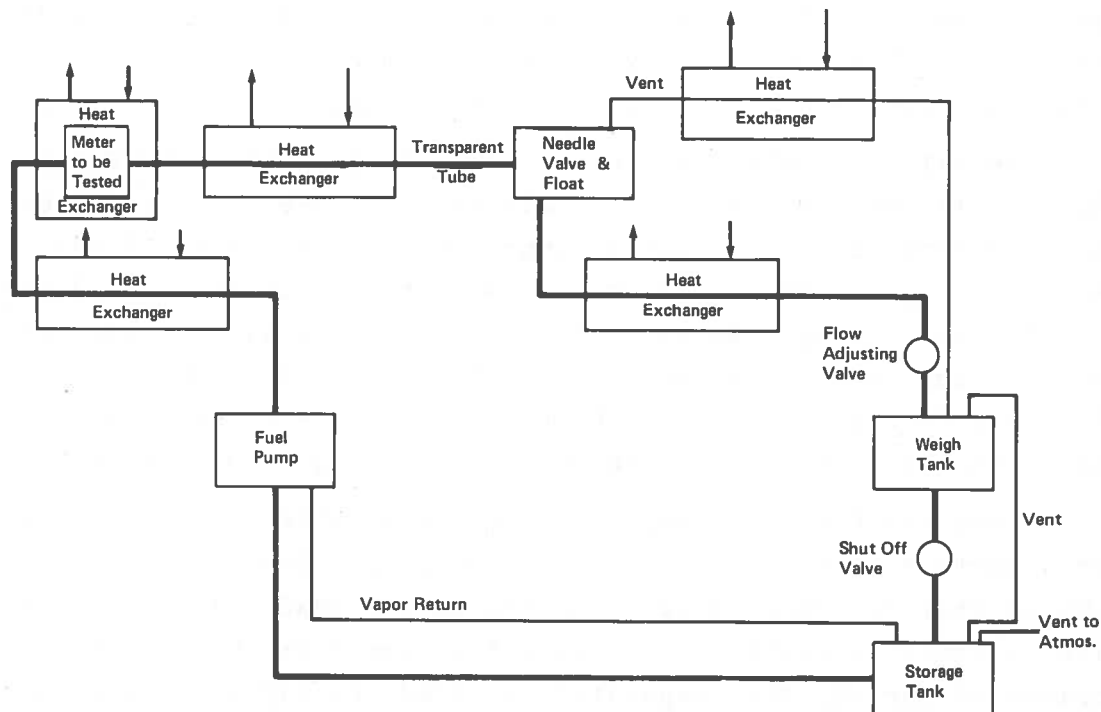 Heat
Meter
to be
Tested
Exchanger
Heat
Exchanger
Transparent
Tube
Needle
Valve &
Float
Vent
Heat
Exchanger
Heat
Exchanger
Heat
Exchanger
Flow
Adjusting
Valve
Fuel
Pump
Weigh
Tank
Vent
Shut Off
Valve
Vapor Return
Vent to
Atmos.
Storage
Tank